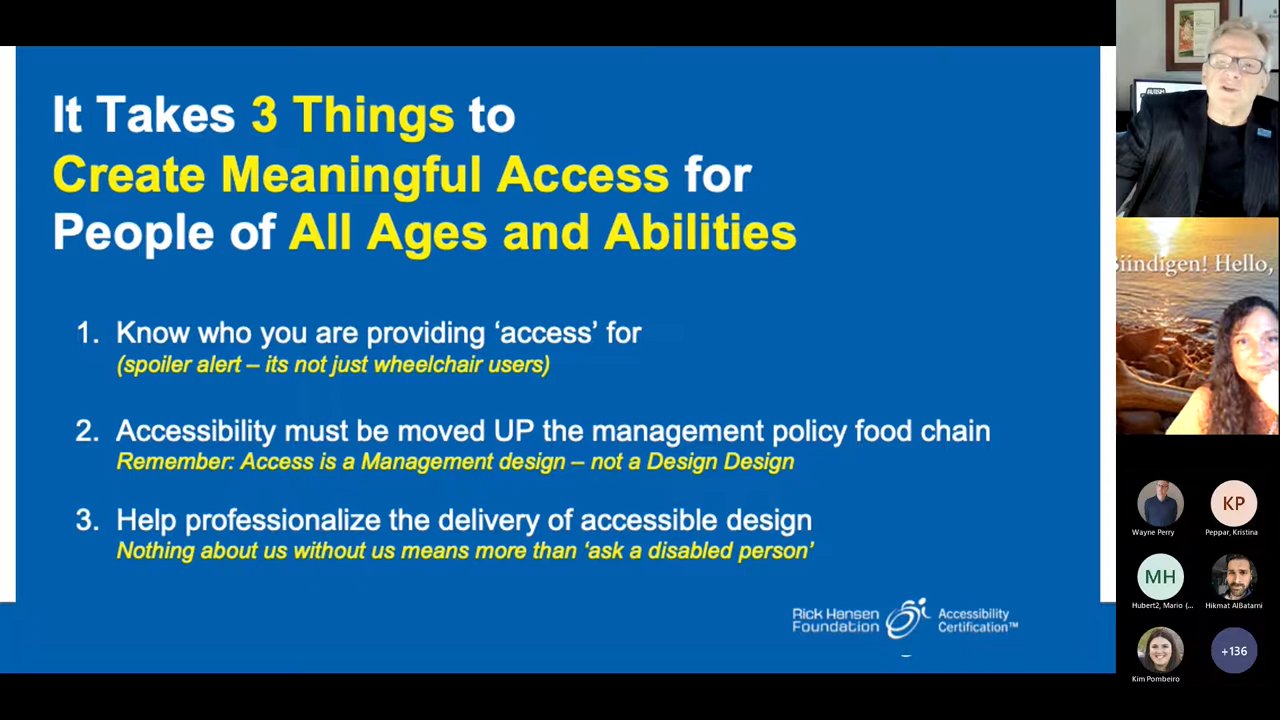 It Takes 3 Things to
Create Meaningful Access for
People of All Ages and Abilities
1. Know who you are providing ‘access’ for
(spoiler alert – its not just wheelchair users)
2. Accessibility must be moved UP the management policy food chain
Remember: Access is a Management design – not a Design Design
3. Help professionalize the delivery of accessible design
Nothing about us without us means more than ‘ask a disabled person’
Rick Hansen
Foundation
Accessibility
Certification™
AUTISM
Siindigen! Hello,
Wayne Perry
KP
Peppar, Kristina
MH
Hubert2, Mario (...
Hikmat AlBatarni
Kim Pombeiro
+136